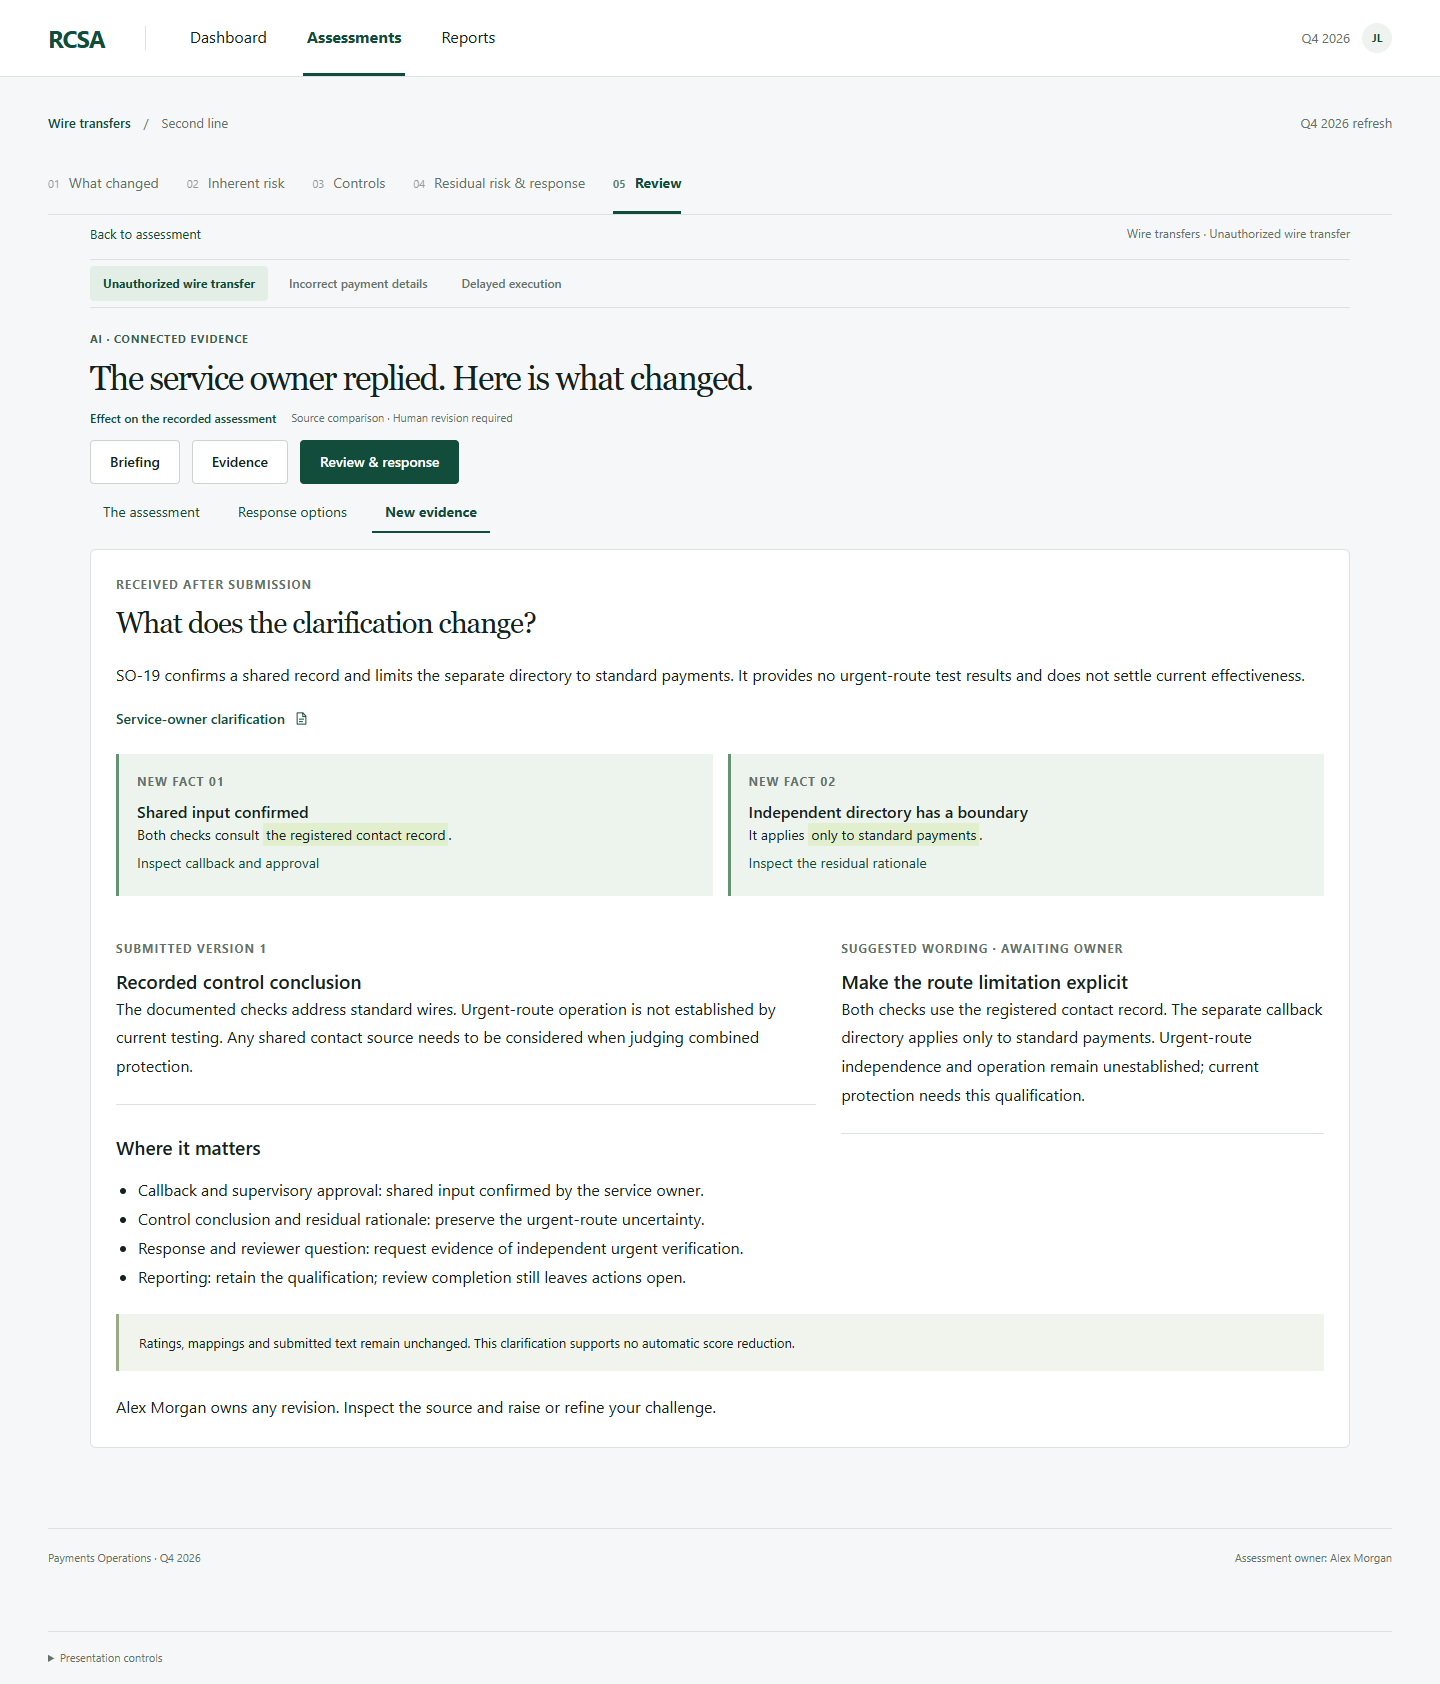 RCSA
Dashboard
Assessments
Reports
Q4 2026
JL
Wire transfers / Second line
Q4 2026 refresh
01 What changed
02 Inherent risk
03 Controls
04 Residual risk & response
05 Review
Back to assessment
Wire transfers · Unauthorized wire transfer
Unauthorized wire transfer
Incorrect payment details
Delayed execution
AI · CONNECTED EVIDENCE
The service owner replied. Here is what changed.
Effect on the recorded assessment
Source comparison · Human revision required
Briefing
Evidence
Review & response
The assessment
Response options
New evidence
RECEIVED AFTER SUBMISSION
What does the clarification change?
SO-19 confirms a shared record and limits the separate directory to standard payments. It provides no urgent-route test results and does not settle current effectiveness.
Service-owner clarification
NEW FACT 01
Shared input confirmed
Both checks consult the registered contact record.
Inspect callback and approval
NEW FACT 02
Independent directory has a boundary
It applies only to standard payments.
Inspect the residual rationale
SUBMITTED VERSION 1
Recorded control conclusion
The documented checks address standard wires. Urgent-route operation is not established by
current testing. Any shared contact source needs to be considered when judging combined
protection.
SUGGESTED WORDING · AWAITING OWNER
Make the route limitation explicit
Both checks use the registered contact record. The separate callback
directory applies only to standard payments. Urgent-route
independence and operation remain unestablished; current
protection needs this qualification.
Where it matters
• Callback and supervisory approval: shared input confirmed by the service owner.
• Control conclusion and residual rationale: preserve the urgent-route uncertainty.
• Response and reviewer question: request evidence of independent urgent verification.
• Reporting: retain the qualification; review completion still leaves actions open.
Ratings, mappings and submitted text remain unchanged. This clarification supports no automatic score reduction.
Alex Morgan owns any revision. Inspect the source and raise or refine your challenge.
Payments Operations · Q4 2026
Assessment owner: Alex Morgan
Presentation controls